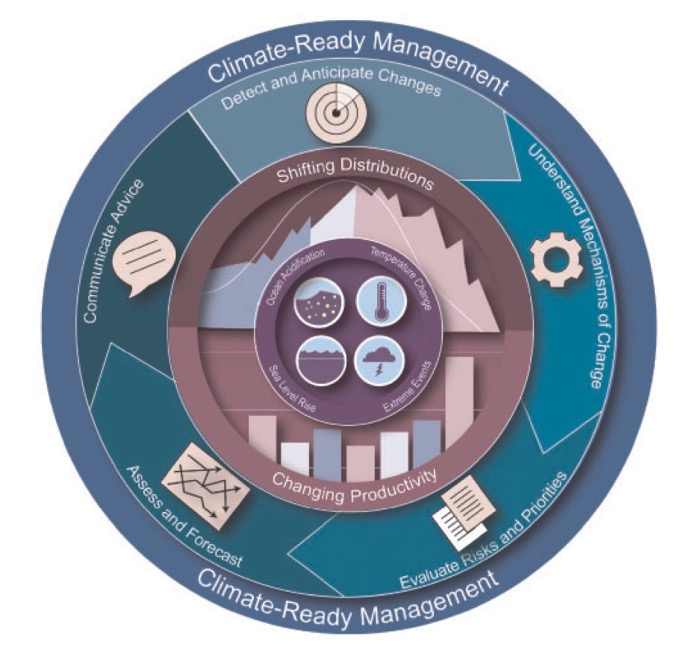 Climate-Ready Management
Detect and Anticipate Changes
Understand Mechanisms of Change
Evaluate Risks and Priorities
Assess and Forecast
Communicate Advice
Shifting Distributions
Changing Productivity
Ocean Acidification
Temperature Change
Sea Level Rise
Extreme Events
Climate-Ready Management